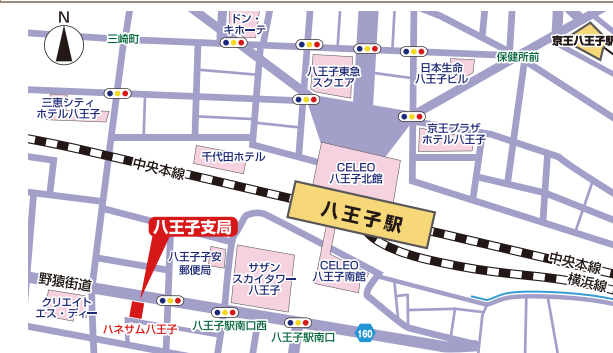 N
ドン・
キホーテ
三崎町
京王八王子駅
八王子東急
スクエア
日本生命
八王子ビル
保健所前
三恵シティ
ホテル八王子
京王プラザ
ホテル八王子
千代田ホテル
中央本線
CELEO
八王子北館
八王子駅
八王子支局
中央本線
横浜線
八王子子安
郵便局
サザン
スカイタワー
八王子
CELEO
八王子南館
野猿街道
クリエイト
エス・ディー
ハネサム八王子
八王子駅南口西
八王子駅南口
160